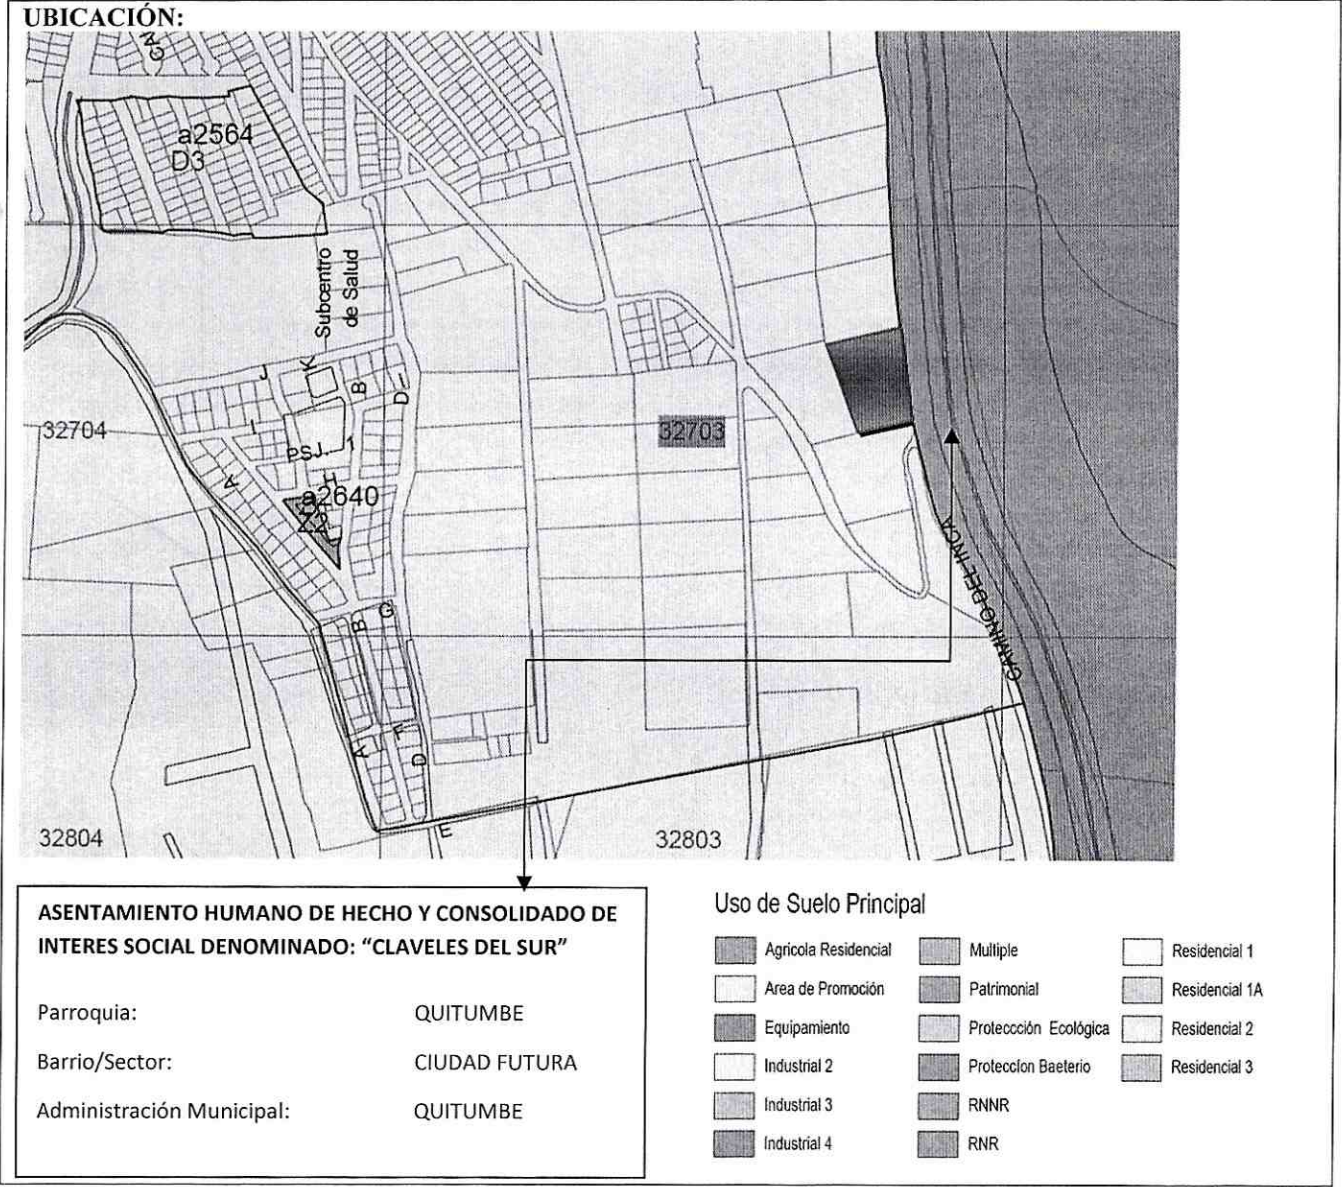 UBICACIÓN:
a2564
D3
Subcentro
de Salud
J
K
B
D
I
I
32704
PSJ. 1
32703
A
H
a2640
CAMINO DEL INCA
B
G
A
F
D
E
32804
32803
ASENTAMIENTO HUMANO DE HECHO Y CONSOLIDADO DE
INTERES SOCIAL DENOMINADO: “CLAVELES DEL SUR”
Parroquia: QUITUMBE
Barrio/Sector: CIUDAD FUTURA
Administración Municipal: QUITUMBE
Uso de Suelo Principal
Agricola Residencial
Area de Promoción
Equipamiento
Industrial 2
Industrial 3
Industrial 4
Multiple
Patrimonial
Proteccción Ecológica
Proteccion Baeterio
RNNR
RNR
Residencial 1
Residencial 1A
Residencial 2
Residencial 3